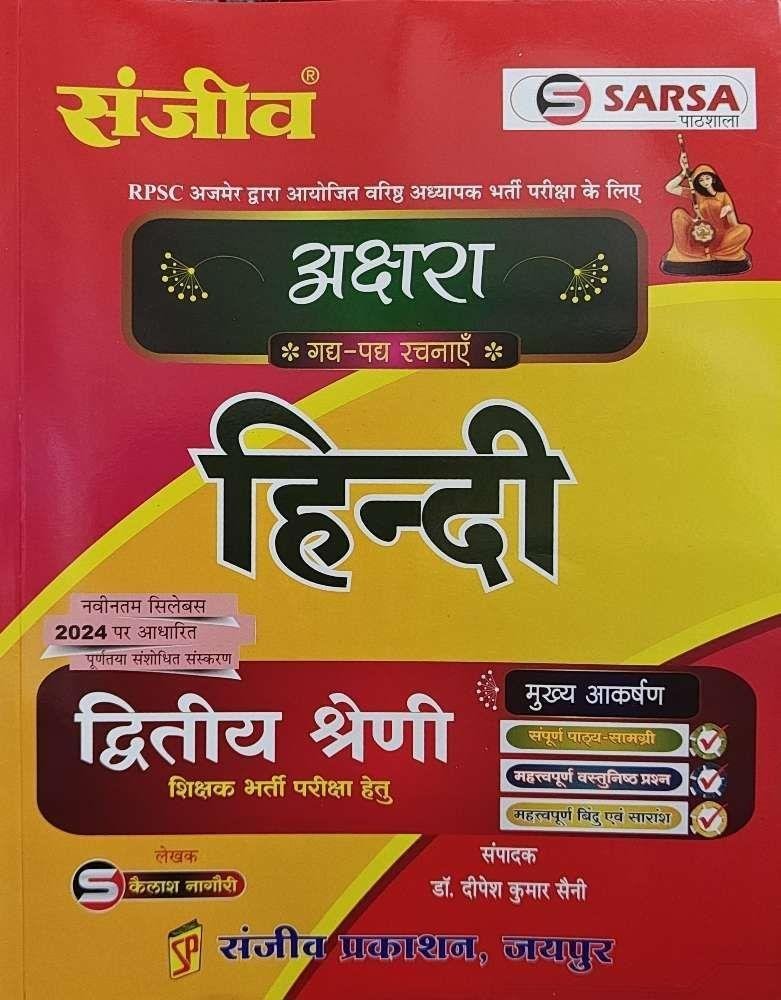 संजीव®
SARSA
पाठशाला
RPSC अजमेर द्वारा आयोजित वरिष्ठ अध्यापक भर्ती परीक्षा के लिए
अक्षरा
* गद्य-पद्य रचनाएँ *
हिन्दी
नवीनतम सिलेबस
2024 पर आधारित
पूर्णतया संशोधित संस्करण
द्वितीय श्रेणी
शिक्षक भर्ती परीक्षा हेतु
मुख्य आकर्षण
संपूर्ण पाठ्य-सामग्री
महत्त्वपूर्ण वस्तुनिष्ठ प्रश्न
महत्त्वपूर्ण बिंदु एवं सारांश
लेखक
कैलाश नागौरी
संपादक
डॉ. दीपेश कुमार सैनी
SP संजीव प्रकाशन, जयपुर